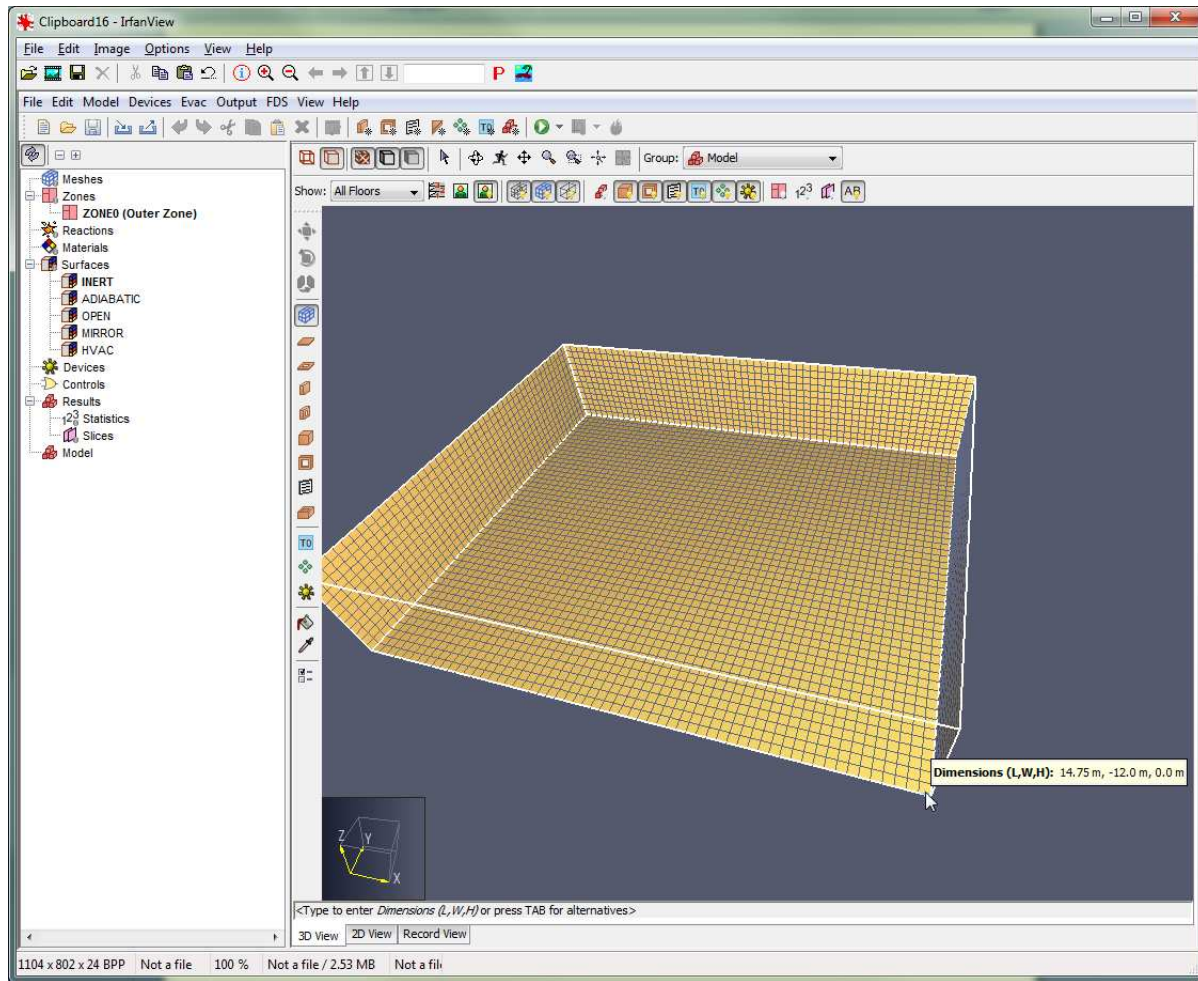 Clipboard16 - IrfanView
File Edit Image Options View Help
P
File Edit Model Devices Evac Output FDS View Help
Group: Model
Show: All Floors
Meshes
Zones
ZONE0 (Outer Zone)
Reactions
Materials
Surfaces
INERT
ADIABATIC
OPEN
MIRROR
HVAC
Devices
Controls
Results
Statistics
Slices
Model
T0
Dimensions (L,W,H): 14.75 m, -12.0 m, 0.0 m
Z
Y
X
<Type to enter Dimensions (L,W,H) or press TAB for alternatives>
3D View 2D View Record View
1104 x 802 x 24 BPP Not a file 100 % Not a file / 2.53 MB Not a file